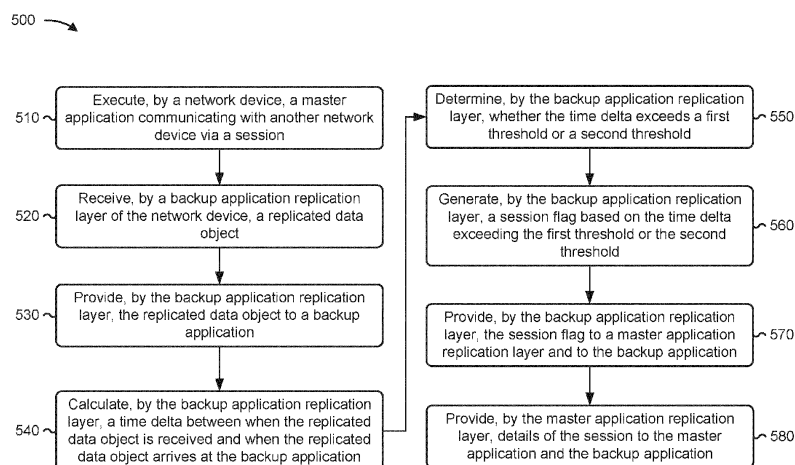 500
510
Execute, by a network device, a master
application communicating with another network
device via a session
520
Receive, by a backup application replication
layer of the network device, a replicated data
object
530
Provide, by the backup application replication
layer, the replicated data object to a backup
application
540
Calculate, by the backup application replication
layer, a time delta between when the replicated
data object is received and when the replicated
data object arrives at the backup application
Determine, by the backup application replication
layer, whether the time delta exceeds a first
threshold or a second threshold
550
Generate, by the backup application replication
layer, a session flag based on the time delta
exceeding the first threshold or the second
threshold
560
Provide, by the backup application replication
layer, the session flag to a master application
replication layer and to the backup application
570
Provide, by the master application replication
layer, details of the session to the master
application and the backup application
580